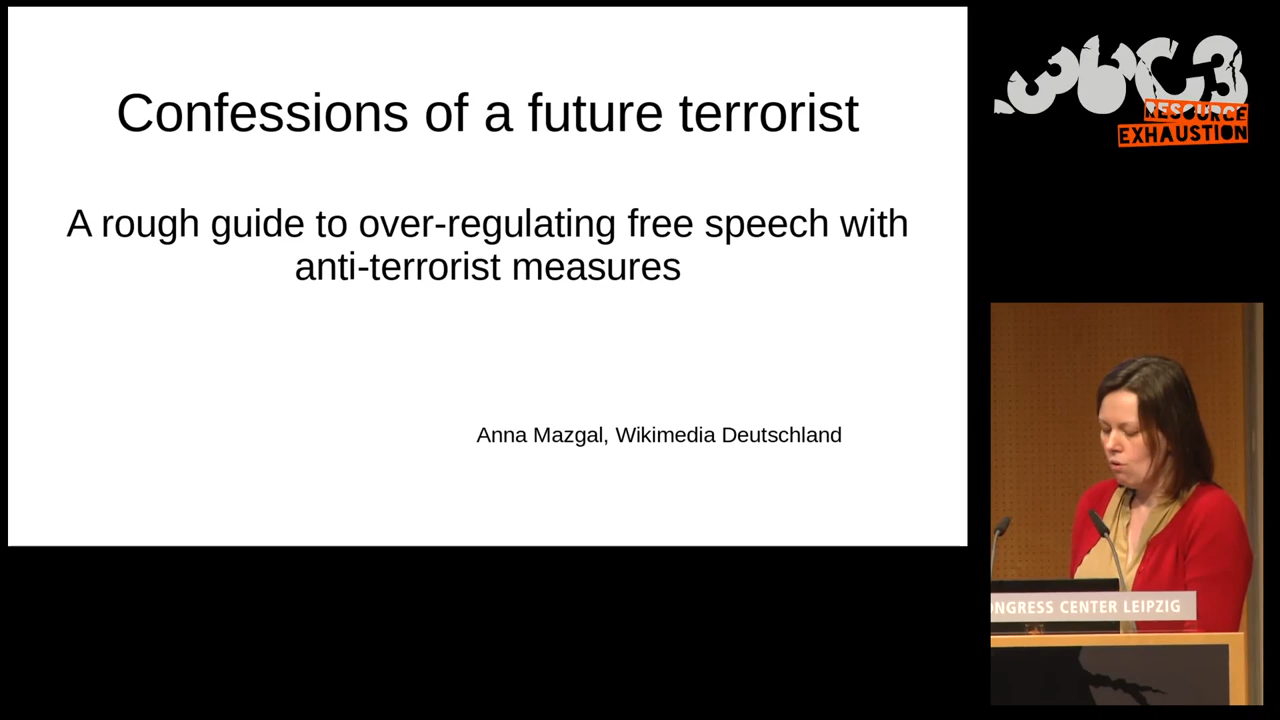 Confessions of a future terrorist
A rough guide to over-regulating free speech with
anti-terrorist measures
Anna Mazgal, Wikimedia Deutschland
36C3
RESOURCE
EXHAUSTION
ONGRESS CENTER LEIPZIG